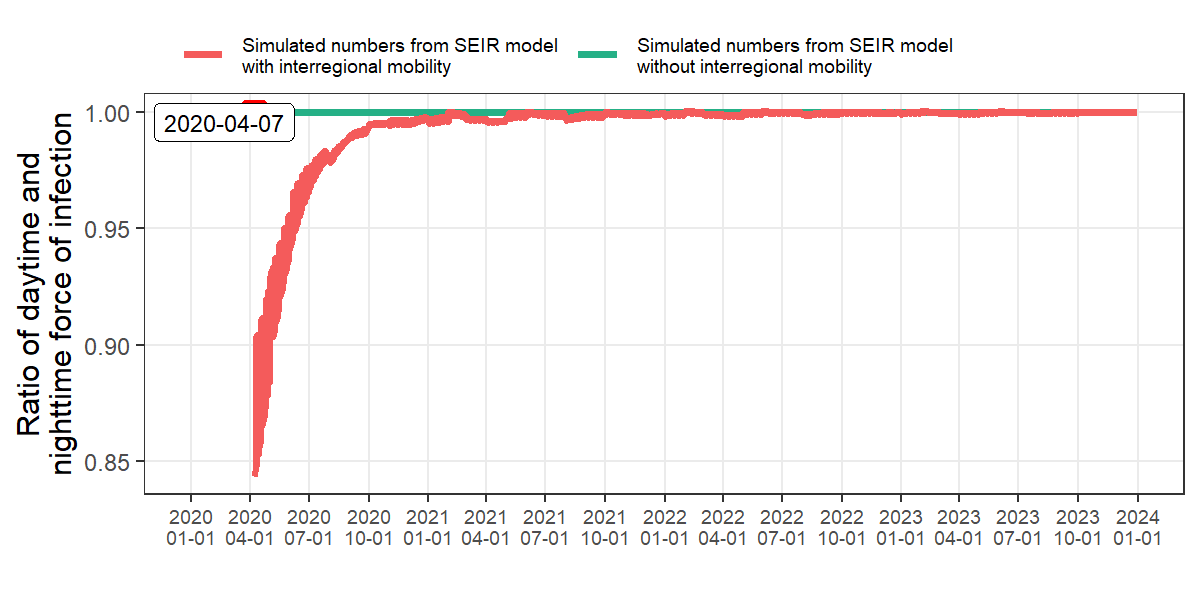 Simulated numbers from SEIR model
with interregional mobility
Simulated numbers from SEIR model
without interregional mobility
Ratio of daytime and
nighttime force of infection
1.00
0.95
0.90
0.85
2020-04-07
2020 2020 2020 2020 2021 2021 2021 2021 2022 2022 2022 2022 2023 2023 2023 2023 2024
01-01 04-01 07-01 10-01 01-01 04-01 07-01 10-01 01-01 04-01 07-01 10-01 01-01 04-01 07-01 10-01 01-01